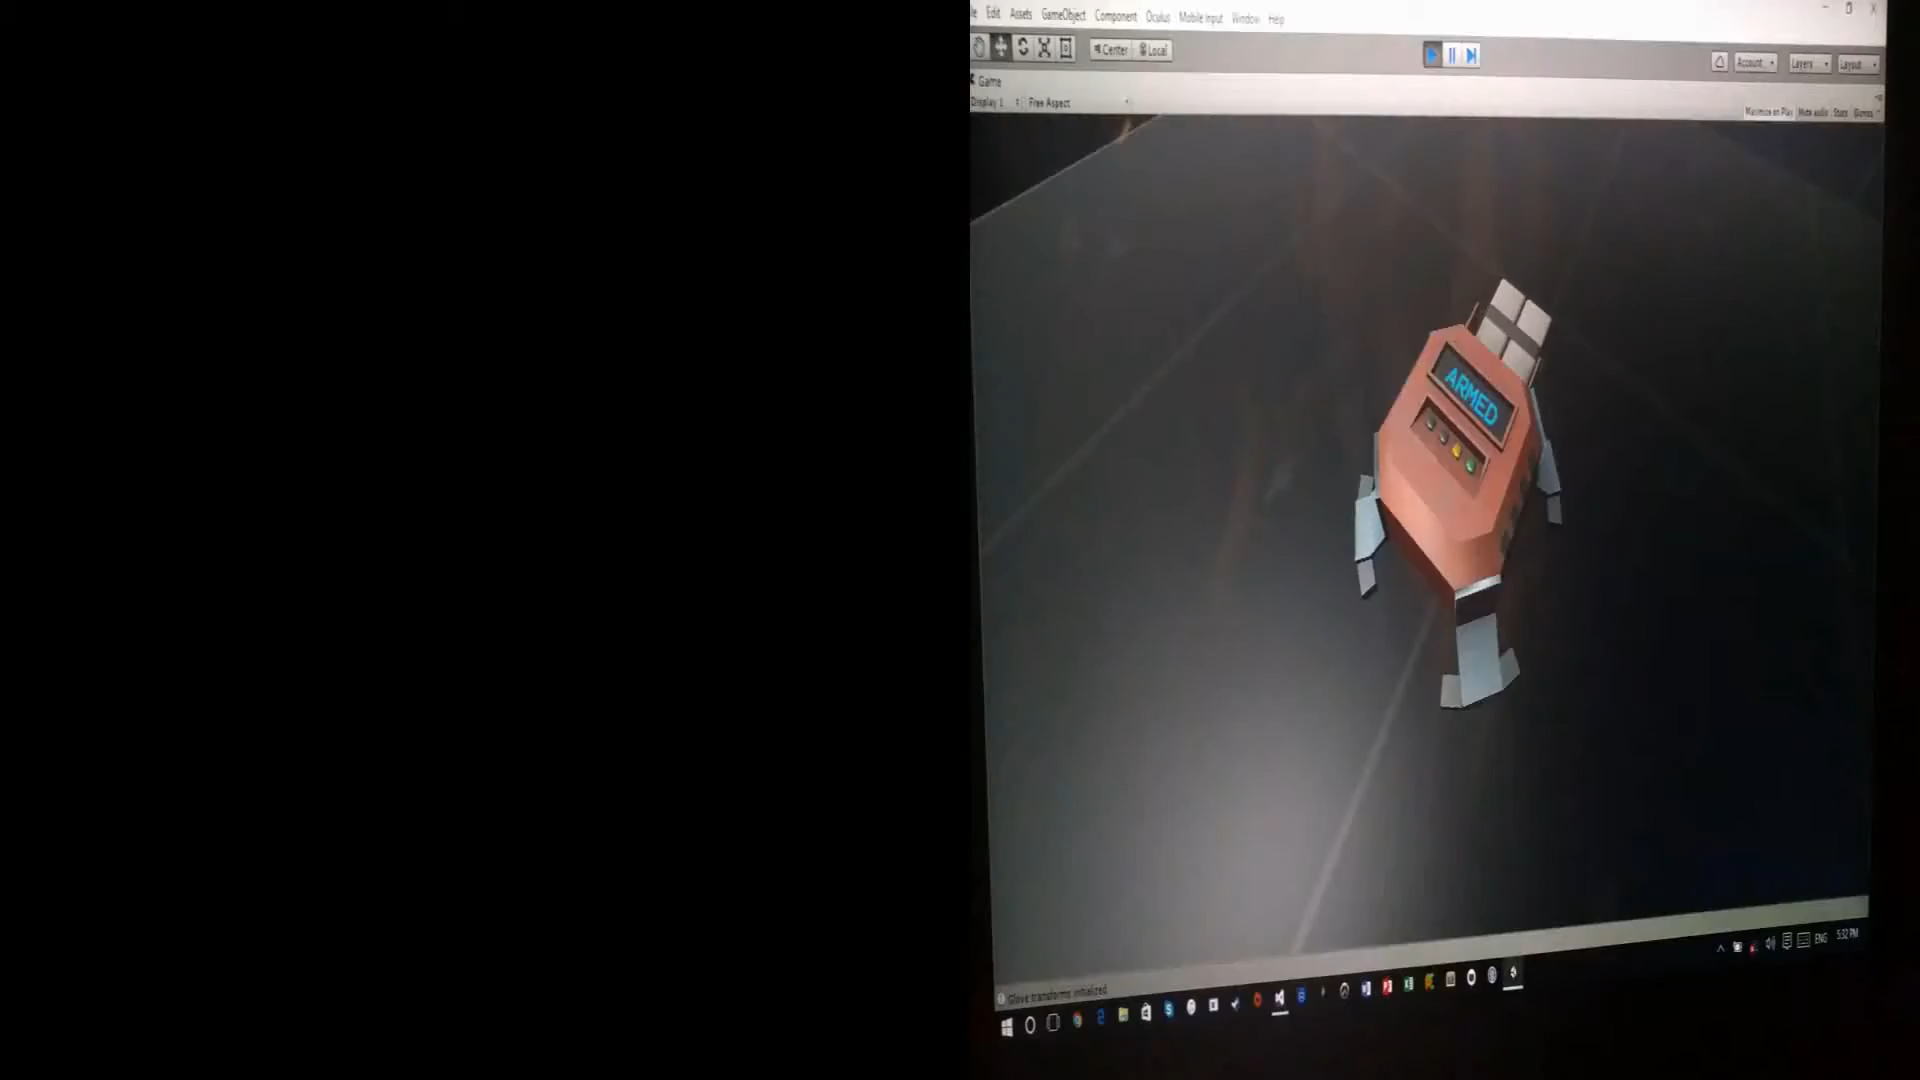 Edit Assets GameObject Component Oculus Mobile Input Window Help
Center Local
Account Layers Layout
Game
Display 1 Free Aspect
Maximize on Play Mute audio Stats Gizmos
ARMED
Glove transforms initialized
ENG 5:32 PM